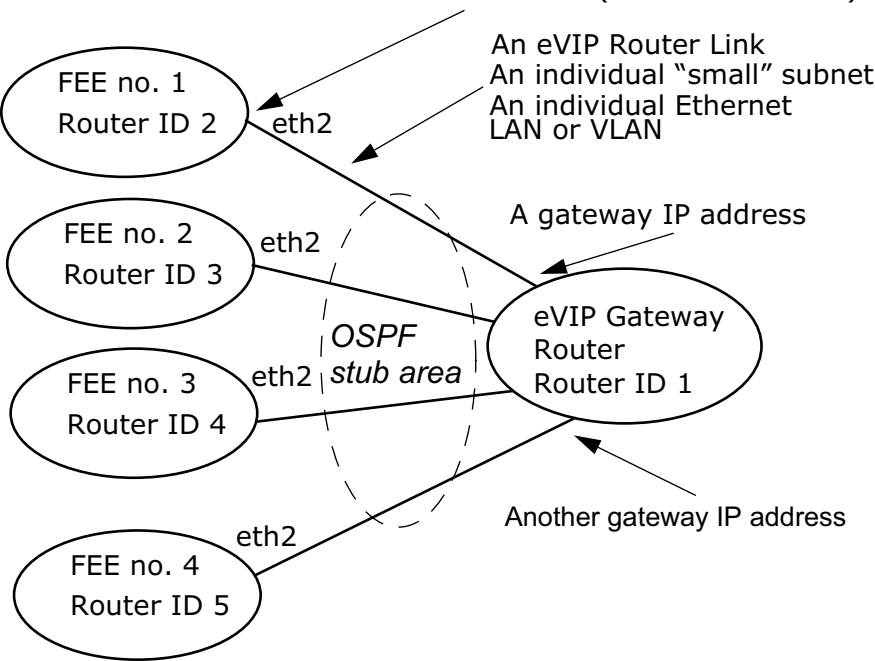 An eVIP Router Link
An individual “small” subnet
An individual Ethernet
LAN or VLAN
FEE no. 1
Router ID 2
eth2
A gateway IP address
FEE no. 2
Router ID 3
eth2
eVIP Gateway
Router
Router ID 1
OSPF
stub area
FEE no. 3
Router ID 4
eth2
Another gateway IP address
eth2
FEE no. 4
Router ID 5